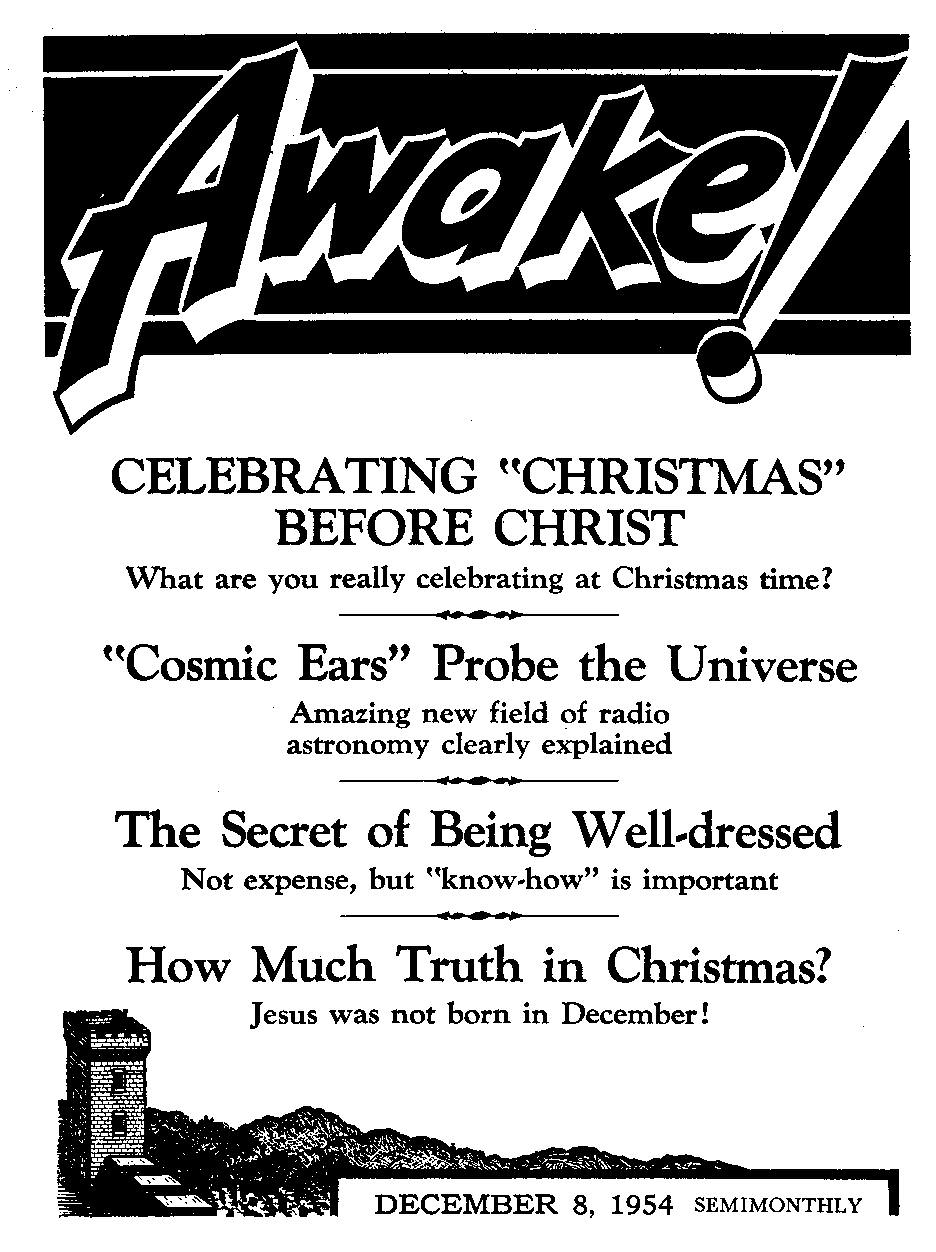 Awake!
CELEBRATING "CHRISTMAS"
BEFORE CHRIST
What are you really celebrating at Christmas time?
"Cosmic Ears" Probe the Universe
Amazing new field of radio
astronomy clearly explained
The Secret of Being Well-dressed
Not expense, but "know-how" is important
How Much Truth in Christmas?
Jesus was not born in December!
DECEMBER 8, 1954 SEMIMONTHLY